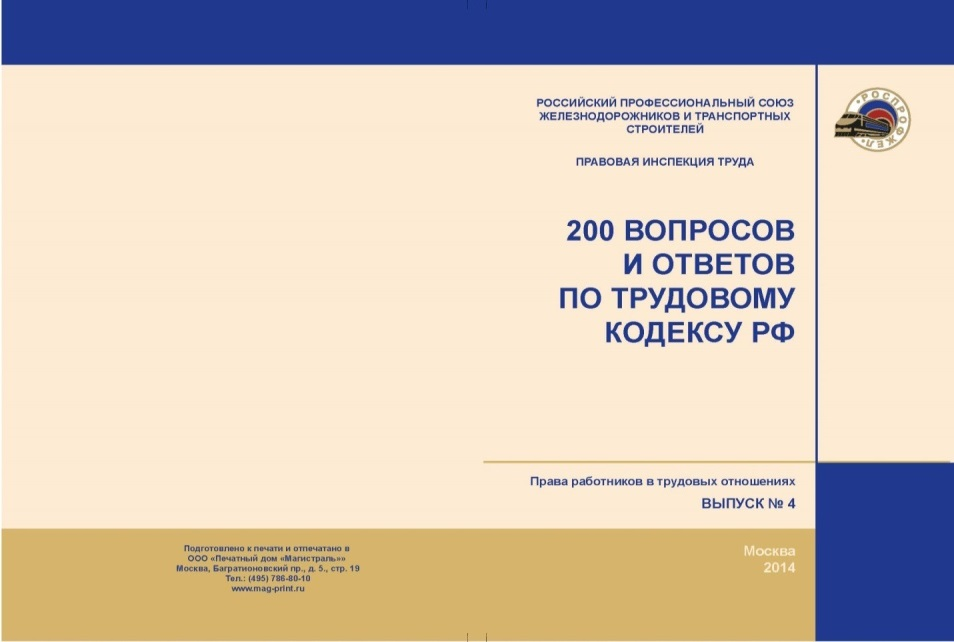 РОССИЙСКИЙ ПРОФЕССИОНАЛЬНЫЙ СОЮЗ
ЖЕЛЕЗНОДОРОЖНИКОВ И ТРАНСПОРТНЫХ
СТРОИТЕЛЕЙ
ПРАВОВАЯ ИНСПЕКЦИЯ ТРУДА
РОСПРОФЖЕЛ
200 ВОПРОСОВ
И ОТВЕТОВ
ПО ТРУДОВОМУ
КОДЕКСУ РФ
Права работников в трудовых отношениях
ВЫПУСК № 4
Москва
2014
Подготовлено к печати и отпечатано в
ООО «Печатный дом «Магистраль»»
Москва, Багратионовский пр., д. 5., стр. 19
Тел.: (495) 786-80-10
www.mag-print.ru